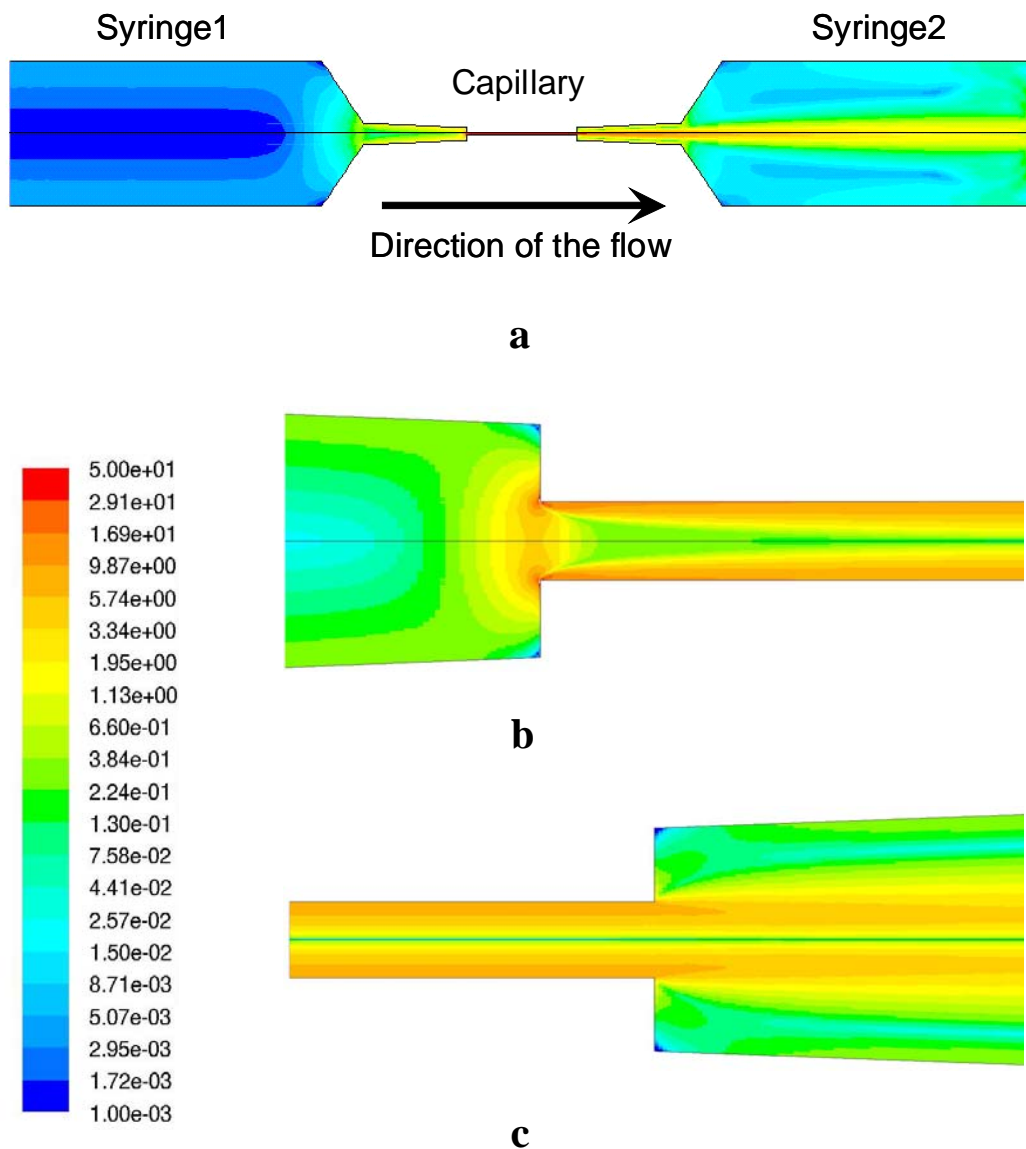 Syringe1
Syringe2
Capillary
Direction of the flow
a
b
5.00e+01
2.91e+01
1.69e+01
9.87e+00
5.74e+00
3.34e+00
1.95e+00
1.13e+00
6.60e-01
3.84e-01
2.24e-01
1.30e-01
7.58e-02
4.41e-02
2.57e-02
1.50e-02
8.71e-03
5.07e-03
2.95e-03
1.72e-03
1.00e-03
c